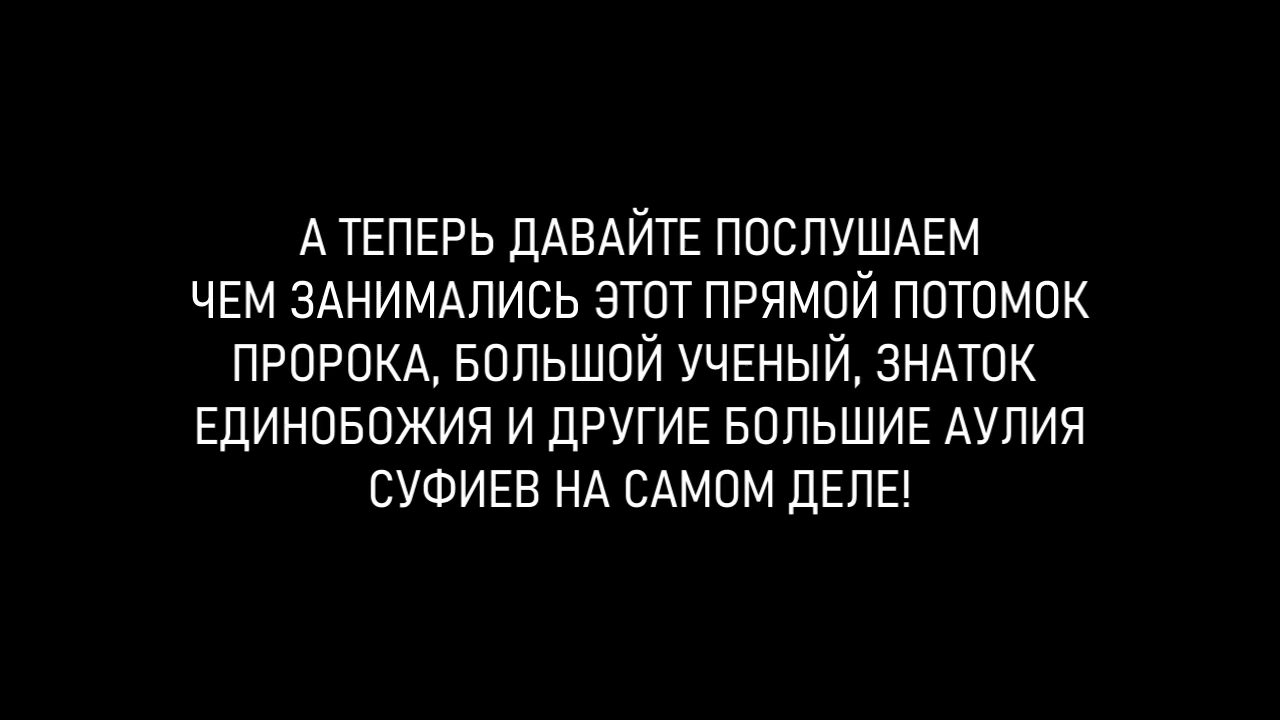 А ТЕПЕРЬ ДАВАЙТЕ ПОСЛУШАЕМ
ЧЕМ ЗАНИМАЛИСЬ ЭТОТ ПРЯМОЙ ПОТОМОК
ПРОРОКА, БОЛЬШОЙ УЧЕНЫЙ, ЗНАТОК
ЕДИНОБОЖИЯ И ДРУГИЕ БОЛЬШИЕ АУЛИЯ
СУФИЕВ НА САМОМ ДЕЛЕ!